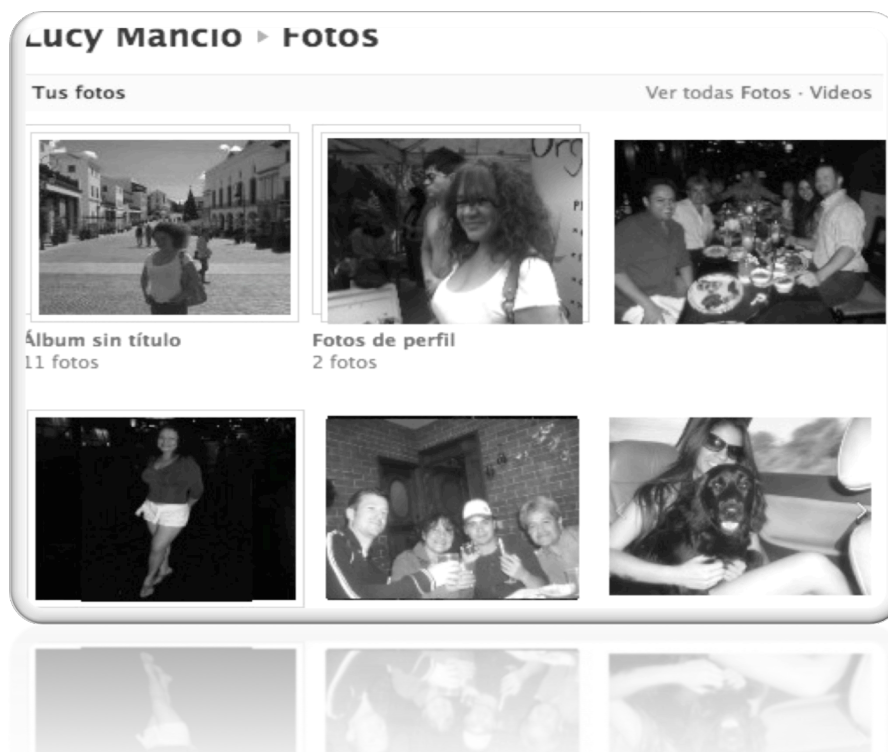 Lucy Mancio ▸ Fotos
Tus fotos
Ver todas Fotos · Videos
Álbum sin título
11 fotos
Fotos de perfil
2 fotos